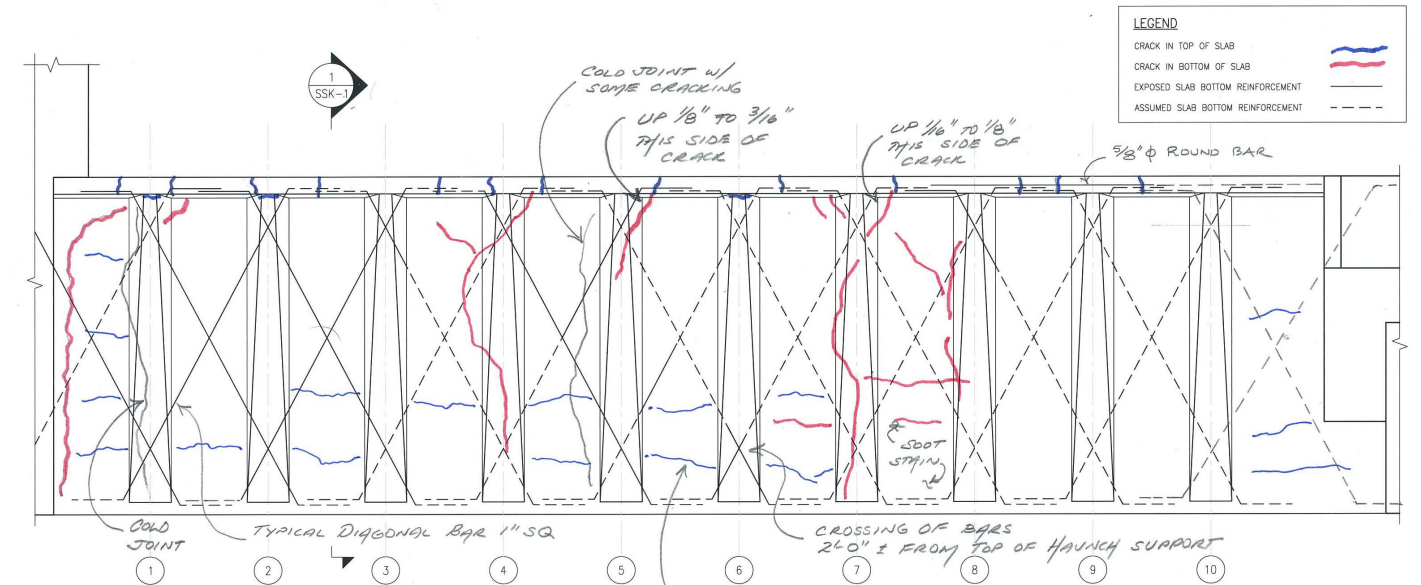 LEGEND
CRACK IN TOP OF SLAB
CRACK IN BOTTOM OF SLAB
EXPOSED SLAB BOTTOM REINFORCEMENT
ASSUMED SLAB BOTTOM REINFORCEMENT
1
SSK-1
COLD JOINT W/
SOME CRACKING
UP 1/8" TO 3/16"
THIS SIDE OF
CRACK
UP 1/16" TO 1/8"
THIS SIDE OF
CRACK
5/8" φ ROUND BAR
SOOT
STAIN
COLD
JOINT
TYPICAL DIAGONAL BAR 1" SQ
CROSSING OF BARS
2'-0" ± FROM TOP OF HAUNCH SUPPORT
1 2 3 4 5 6 7 8 9 10